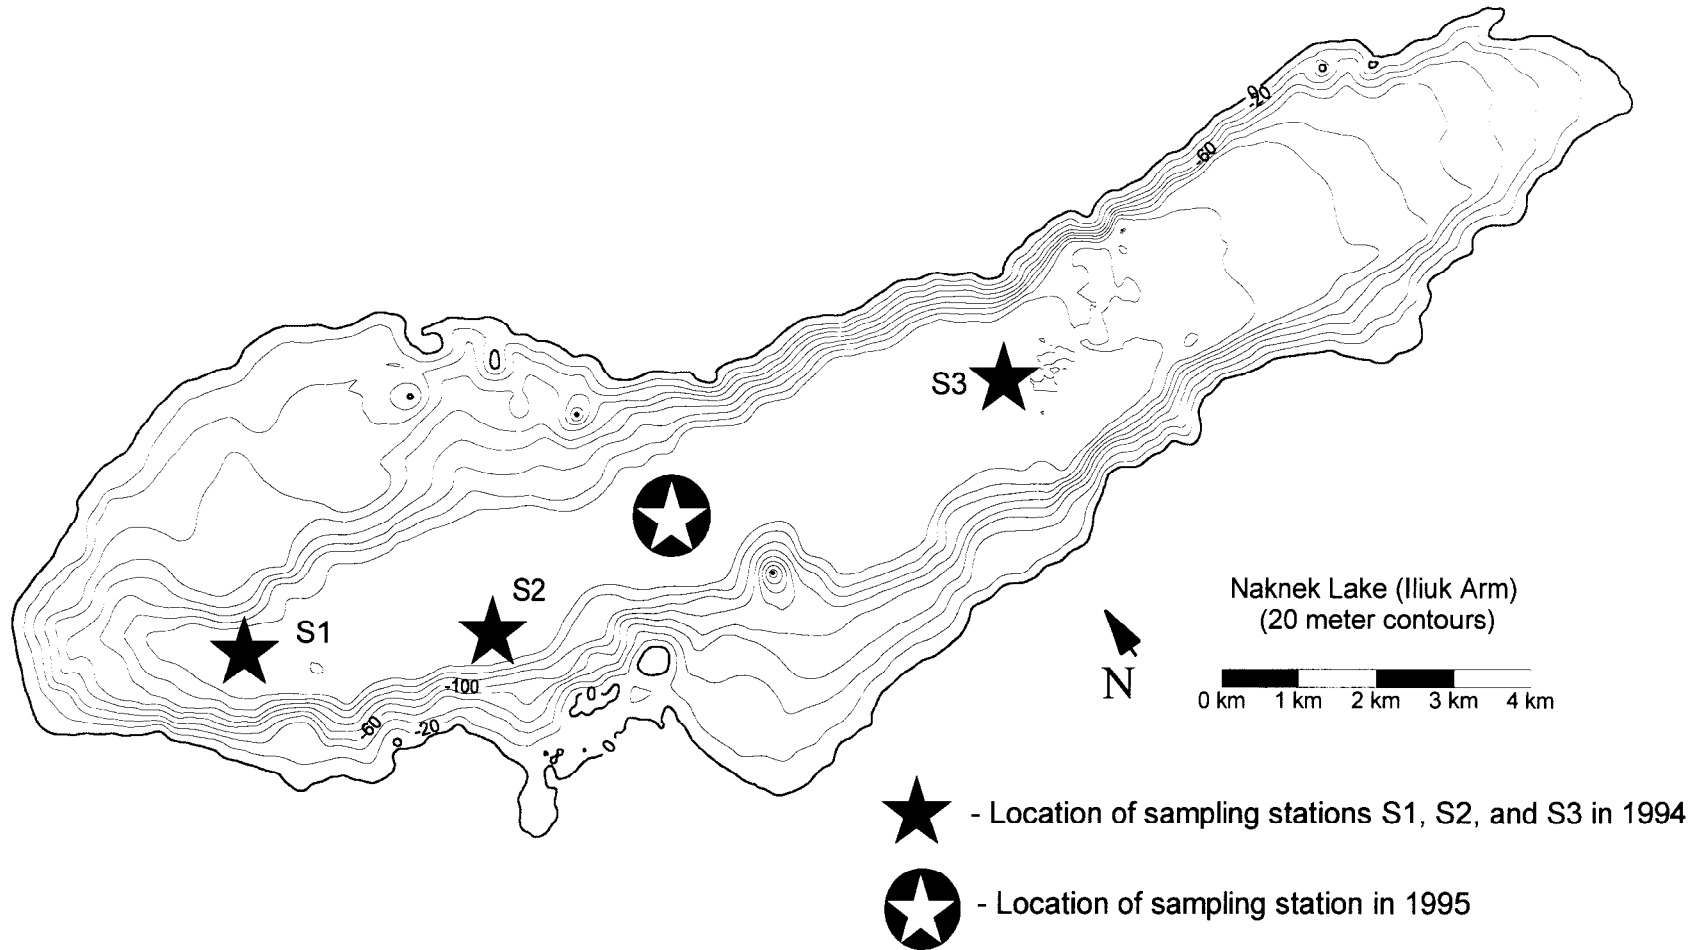 0
-20
-60
0
S3
S2
S1
-100
0
-60
-20
0
Naknek Lake (Iliuk Arm)
(20 meter contours)
N
0 km 1 km 2 km 3 km 4 km
- Location of sampling stations S1, S2, and S3 in 1994
- Location of sampling station in 1995